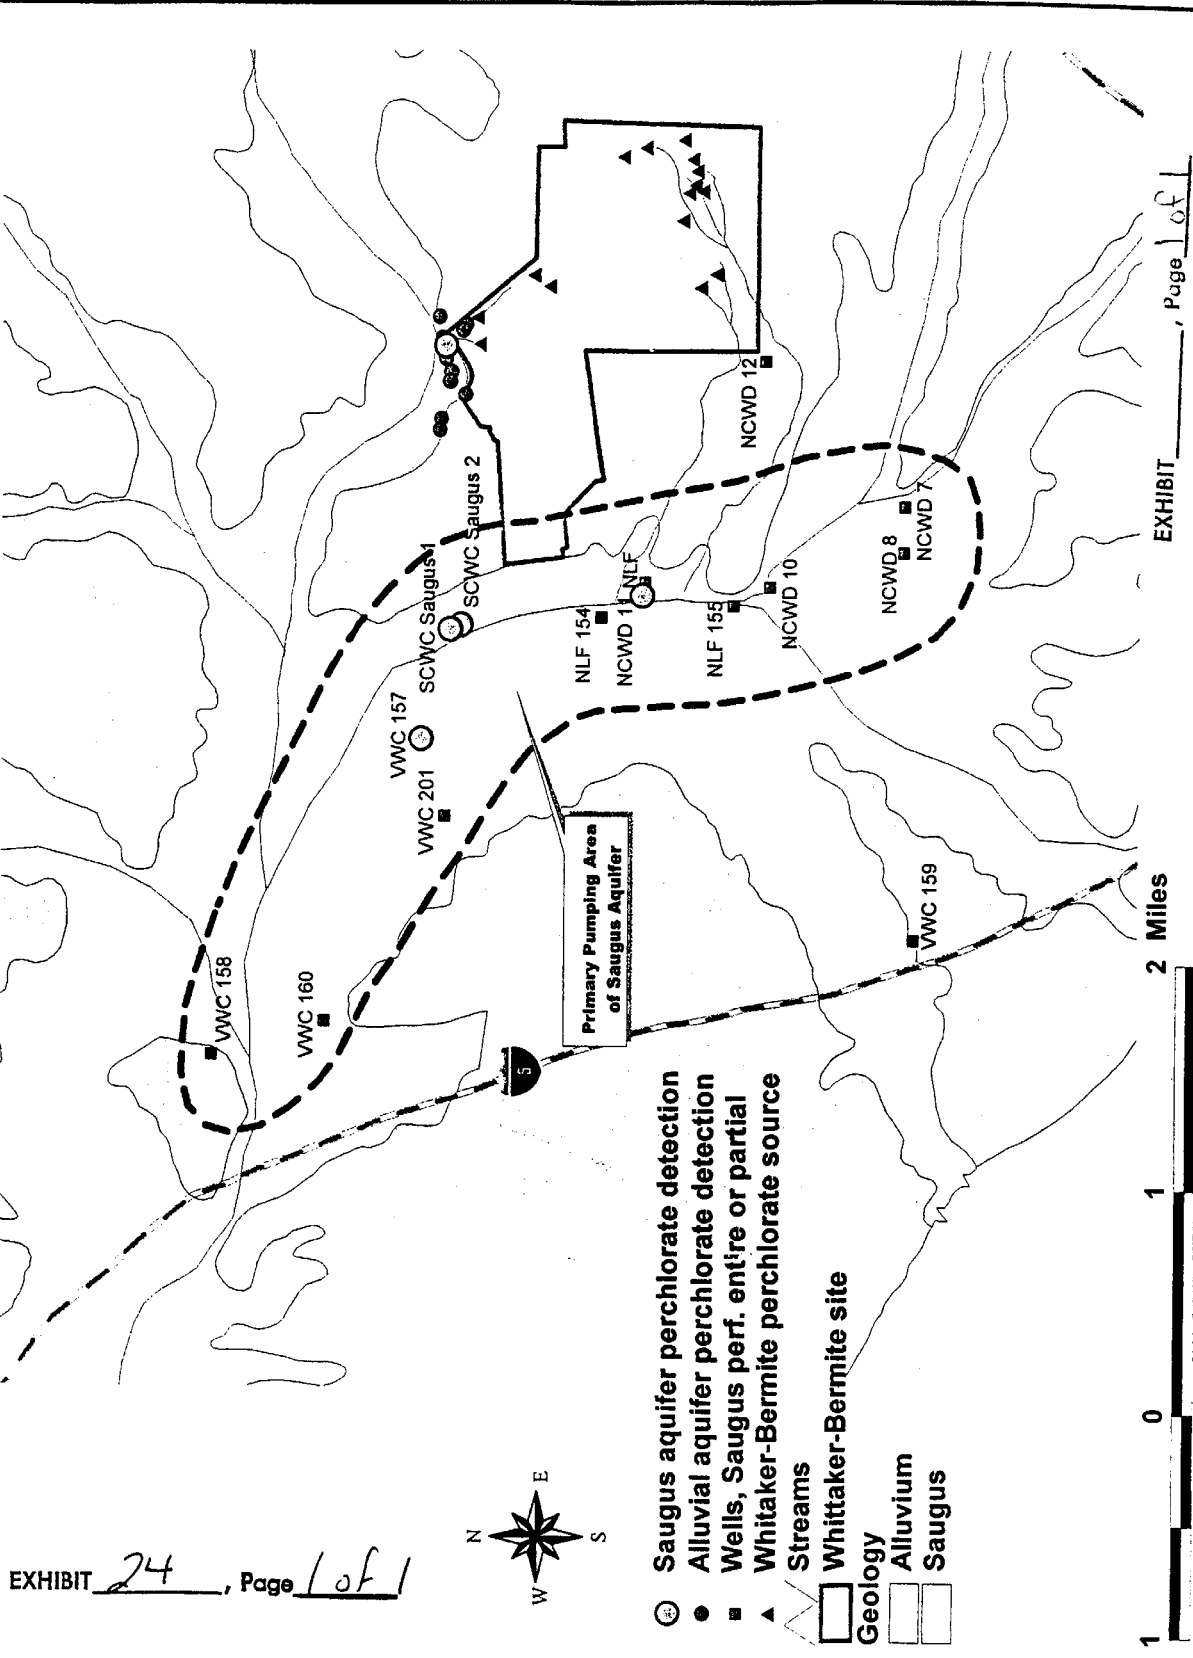 EXHIBIT 24, Page 1 of 1
N
W E
S
VWC 158
VWC 160
VWC 201
VWC 157
SCWC Saugus 1
SCWC Saugus 2
NLF 154
NCWD 11
NLF
NLF 155
NCWD 10
NCWD 12
NCWD 8
NCWD 7
VWC 159
5
Primary Pumping Area
of Saugus Aquifer
Saugus aquifer perchlorate detection
Alluvial aquifer perchlorate detection
Wells, Saugus perf. entire or partial
Whitaker-Bermite perchlorate source
Streams
Whittaker-Bermite site
Geology
Alluvium
Saugus
1 0 1 2 Miles
EXHIBIT , Page 1 of 1